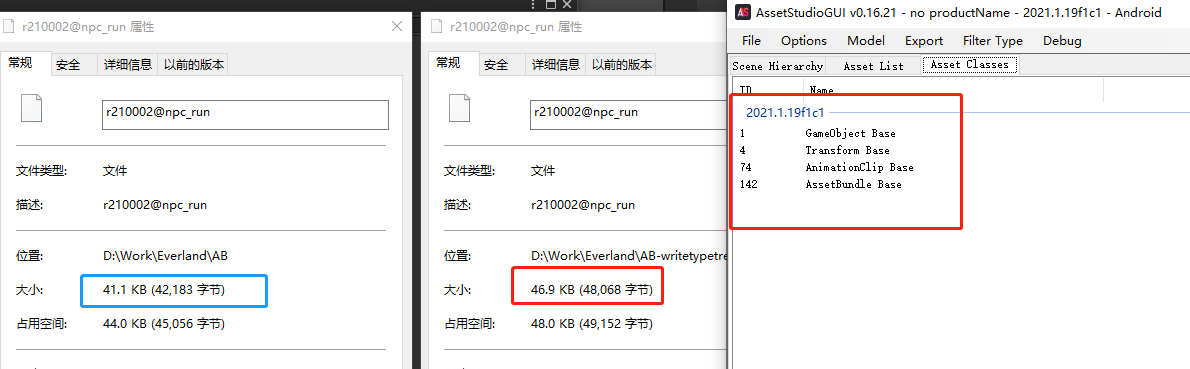 r210002@npc_run 属性
常规
安全
详细信息
以前的版本
r210002@npc_run
文件类型:
文件
描述:
r210002@npc_run
位置:
D:\Work\Everland\AB
大小:
41.1 KB (42,183 字节)
占用空间:
44.0 KB (45,056 字节)
r210002@npc_run 属性
常规
安全
详细信息
以前的版本
r210002@npc_run
文件类型:
文件
描述:
r210002@npc_run
位置:
D:\Work\Everland\AB-writetypetre
大小:
46.9 KB (48,068 字节)
占用空间:
48.0 KB (49,152 字节)
AS AssetStudioGUI v0.16.21 - no productName - 2021.1.19f1c1 - Android
File Options Model Export Filter Type Debug
Scene Hierarchy Asset List Asset Classes
ID Name
2021.1.19f1c1
1 GameObject Base
4 Transform Base
74 AnimationClip Base
142 AssetBundle Base